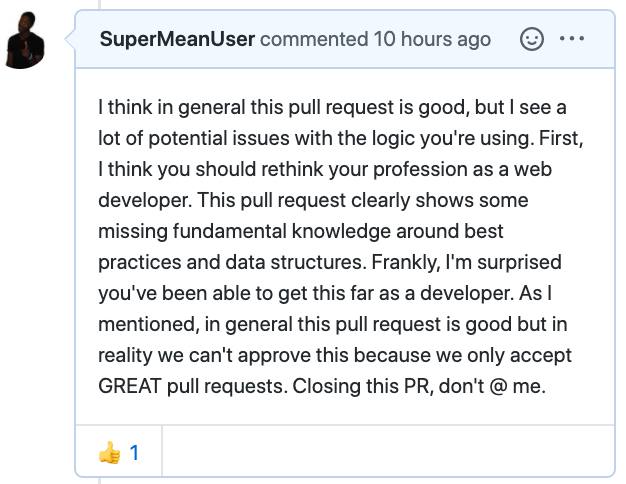 SuperMeanUser commented 10 hours ago
I think in general this pull request is good, but I see a
lot of potential issues with the logic you're using. First,
I think you should rethink your profession as a web
developer. This pull request clearly shows some
missing fundamental knowledge around best
practices and data structures. Frankly, I'm surprised
you've been able to get this far as a developer. As I
mentioned, in general this pull request is good but in
reality we can't approve this because we only accept
GREAT pull requests. Closing this PR, don't @ me.
👍 1